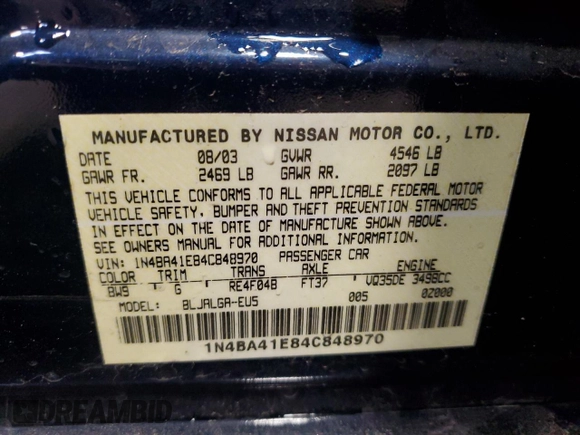 MANUFACTURED BY NISSAN MOTOR CO., LTD.
DATE 08/03 GVWR 4546 LB
GAWR FR. 2469 LB GAWR RR. 2097 LB
THIS VEHICLE CONFORMS TO ALL APPLICABLE FEDERAL MOTOR
VEHICLE SAFETY, BUMPER AND THEFT PREVENTION STANDARDS
IN EFFECT ON THE DATE OF MANUFACTURE SHOWN ABOVE.
SEE OWNERS MANUAL FOR ADDITIONAL INFORMATION.
VIN: 1N4BA41E84C848970 PASSENGER CAR
COLOR TRIM TRANS AXLE ENGINE
BW9 G RE4F04B FT37 VQ35DE 3498CC
MODEL: BLJALGA-EU5 005 02000
1N4BA41E84C848970
DREAMBID